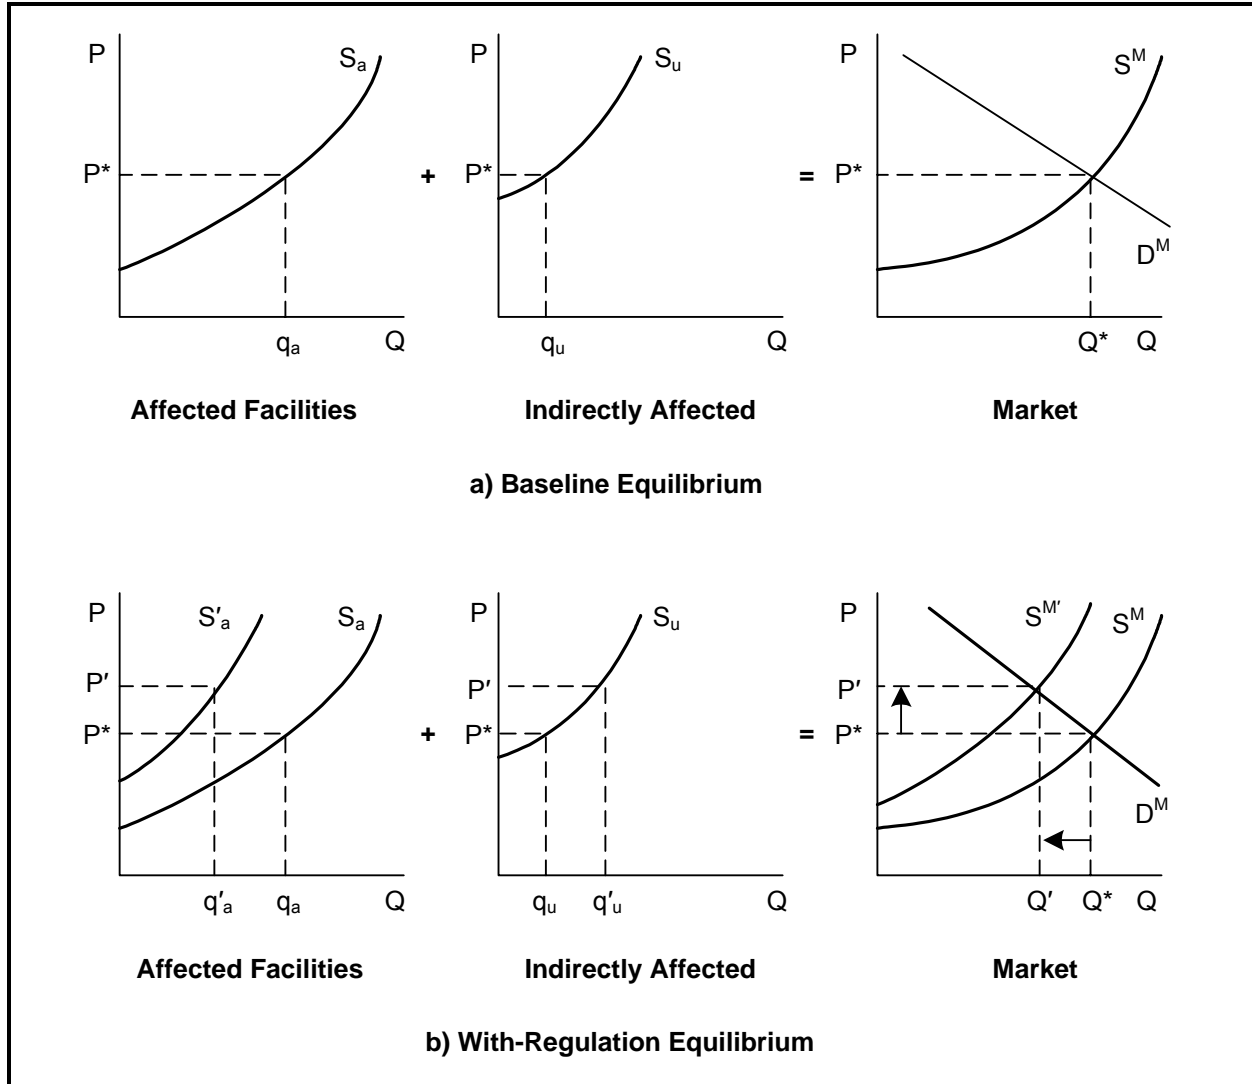 P Sₐ P Sᵤ P Sᴹ
P* + P* = P*
Dᴹ
qₐ Q qᵤ Q Q* Q
Affected Facilities Indirectly Affected Market
a) Baseline Equilibrium
P S′ₐ Sₐ P Sᵤ P Sᴹ′ Sᴹ
P′ P′ P′
P* + P* = P*
Dᴹ
q′ₐ qₐ Q qᵤ q′ᵤ Q Q′ Q* Q
Affected Facilities Indirectly Affected Market
b) With-Regulation Equilibrium